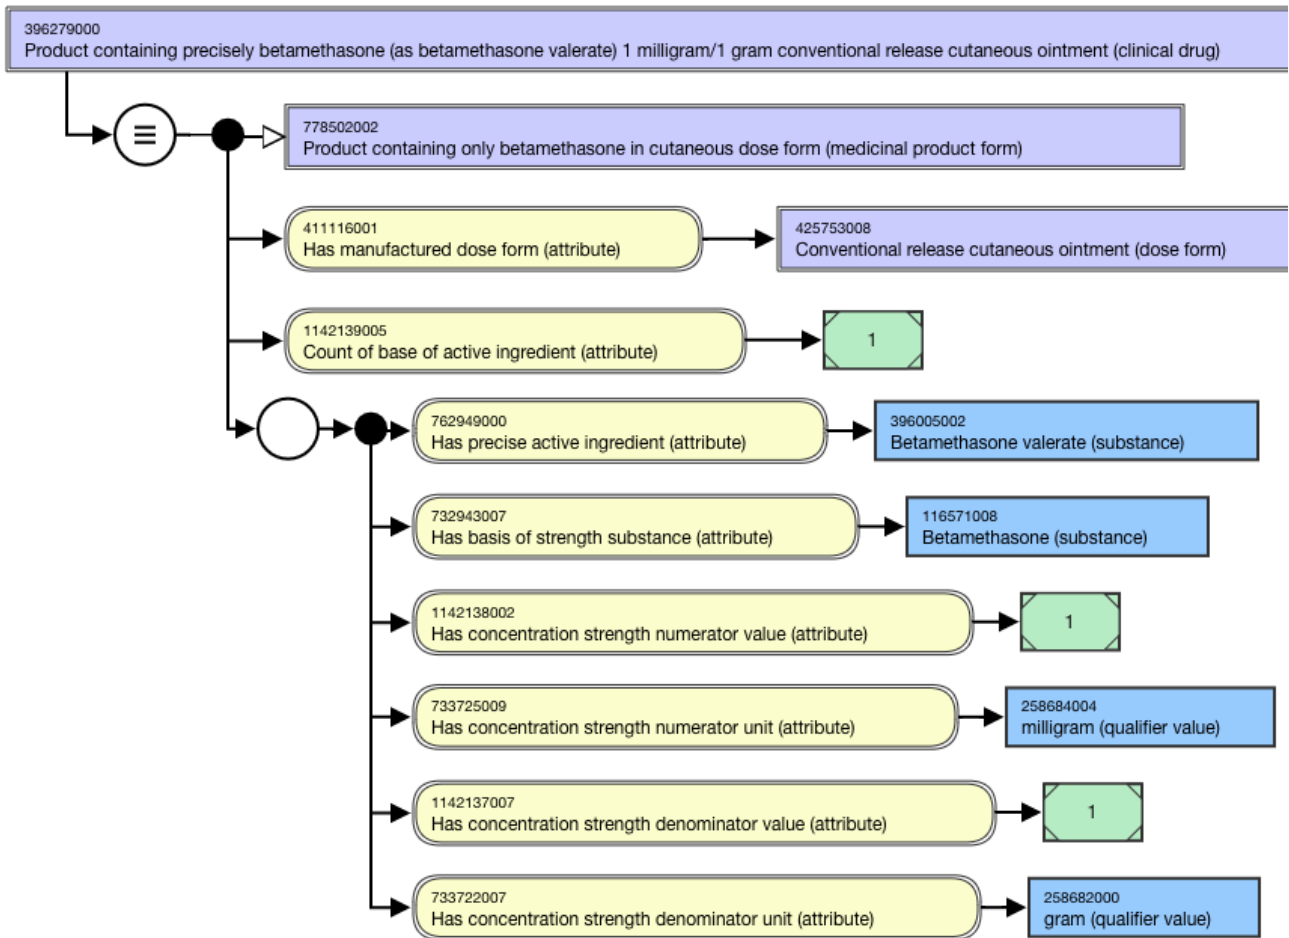 396279000
Product containing precisely betamethasone (as betamethasone valerate) 1 milligram/1 gram conventional release cutaneous ointment (clinical drug)
778502002
Product containing only betamethasone in cutaneous dose form (medicinal product form)
411116001
Has manufactured dose form (attribute)
425753008
Conventional release cutaneous ointment (dose form)
1142139005
Count of base of active ingredient (attribute)
1
762949000
Has precise active ingredient (attribute)
396005002
Betamethasone valerate (substance)
732943007
Has basis of strength substance (attribute)
116571008
Betamethasone (substance)
1142138002
Has concentration strength numerator value (attribute)
1
733725009
Has concentration strength numerator unit (attribute)
258684004
milligram (qualifier value)
1142137007
Has concentration strength denominator value (attribute)
1
733722007
Has concentration strength denominator unit (attribute)
258682000
gram (qualifier value)